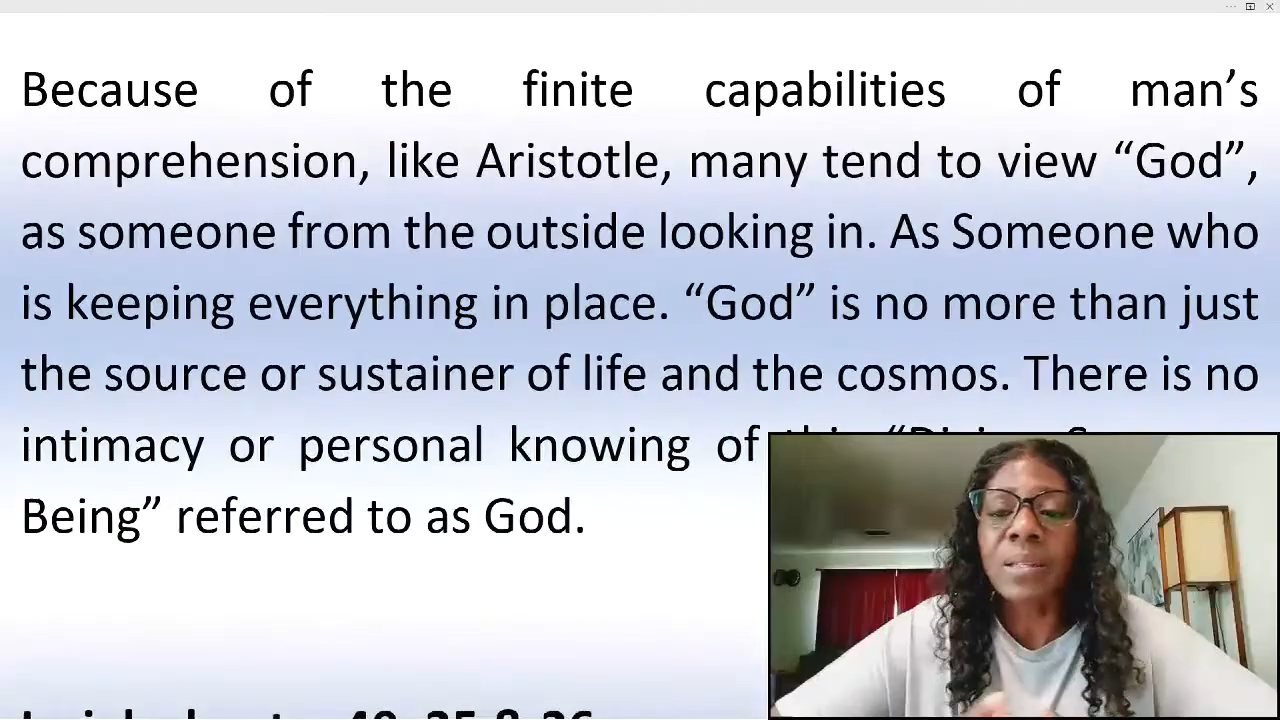 Because of the finite capabilities of man’s
comprehension, like Aristotle, many tend to view “God”,
as someone from the outside looking in. As Someone who
is keeping everything in place. “God” is no more than just
the source or sustainer of life and the cosmos. There is no
intimacy or personal knowing of
Being” referred to as God.